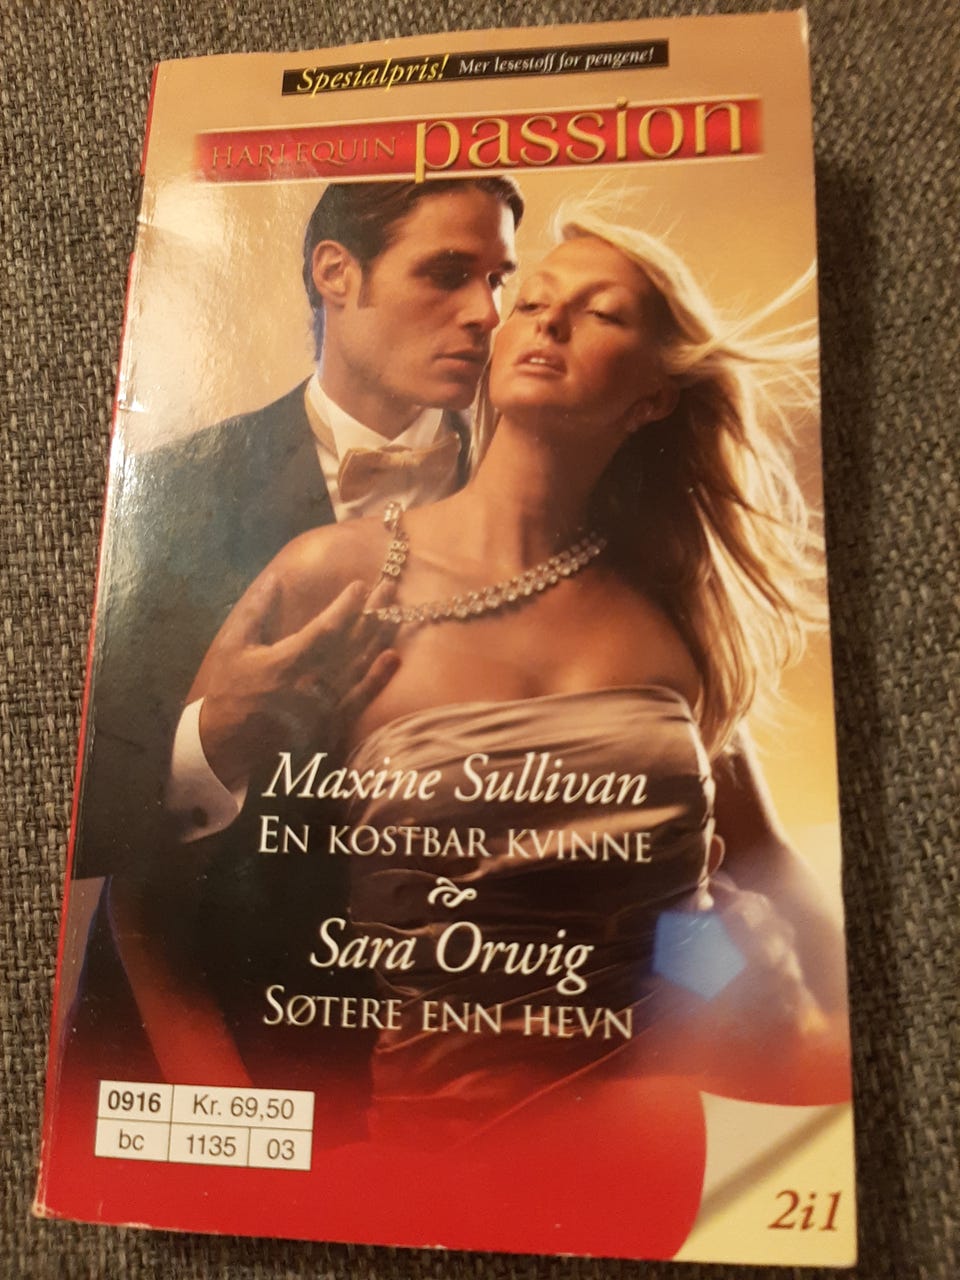 Spesialpris! Mer lesestoff for pengene!
HARLEQUIN passion
Maxine Sullivan
EN KOSTBAR KVINNE
&
Sara Orwig
SØTERE ENN HEVN
0916 Kr. 69,50
bc 1135 03
2i1